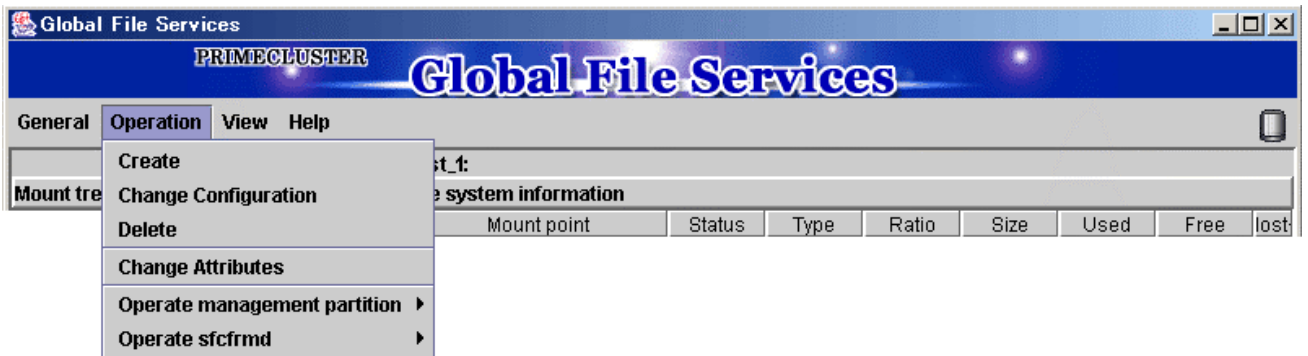 Global File Services
PRIMECLUSTER
Global File Services
General Operation View Help
Create
st_1:
Mount tre
Change Configuration
e system information
Delete
Mount point Status Type Ratio Size Used Free lost
Change Attributes
Operate management partition
Operate sfcfrmd